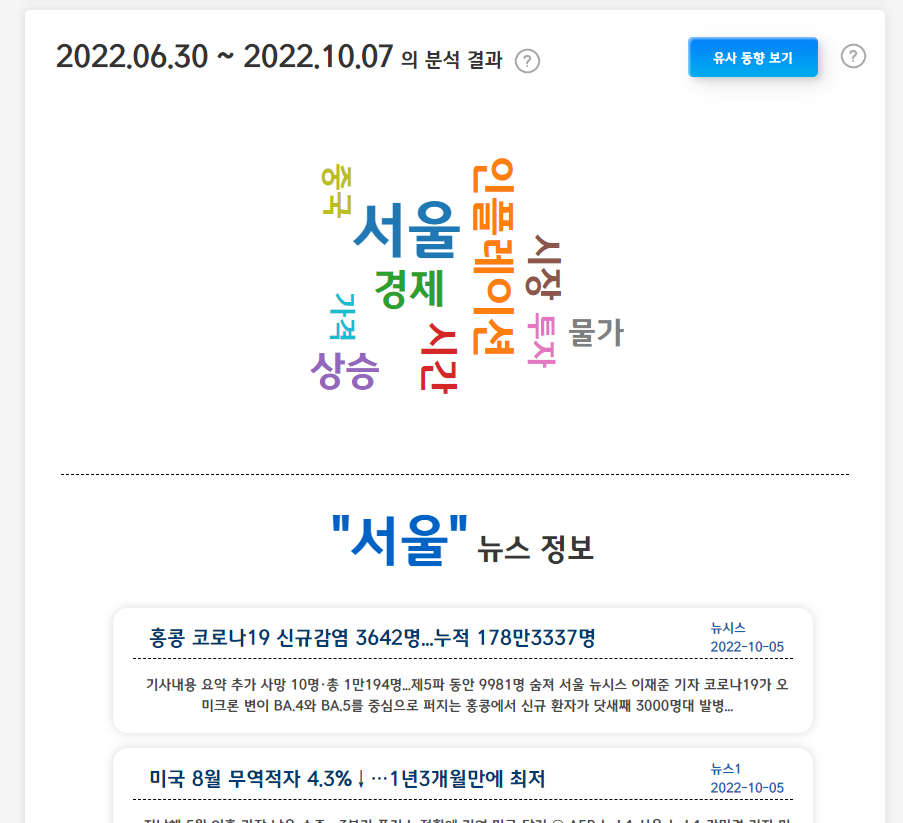 2022.06.30 ~ 2022.10.07 의 분석 결과 ?
유사 동향 보기 ?
중국
서울
인플레이션
시장
경제
가격
시간
투자
물가
상승
"서울" 뉴스 정보
홍콩 코로나19 신규감염 3642명...누적 178만3337명
뉴시스
2022-10-05
기사내용 요약 추가 사망 10명·총 1만194명...제5파 동안 9981명 숨져 서울 뉴시스 이재준 기자 코로나19가 오
미크론 변이 BA.4와 BA.5를 중심으로 퍼지는 홍콩에서 신규 환자가 닷새째 3000명대 발병...
미국 8월 무역적자 4.3%↓…1년3개월만에 최저
뉴스1
2022-10-05